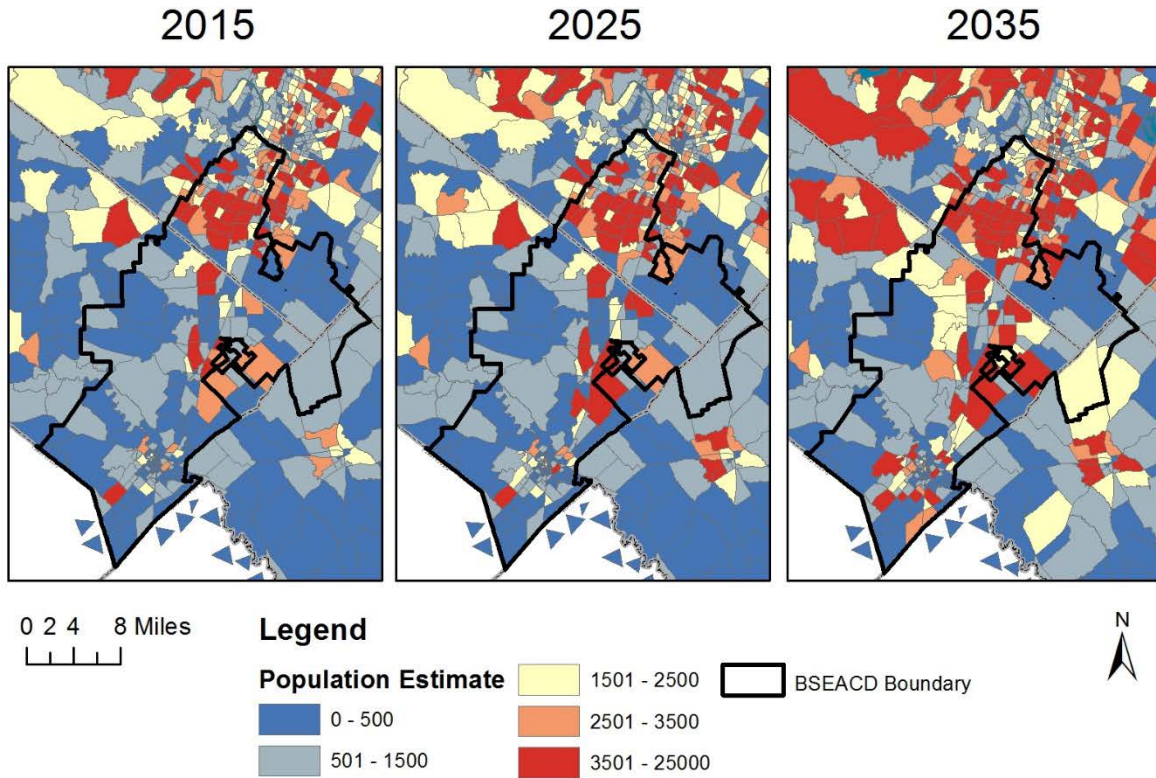 2015 2025 2035
0 2 4 8 Miles
Legend
Population Estimate
0 - 500
501 - 1500
1501 - 2500
2501 - 3500
3501 - 25000
BSEACD Boundary
N